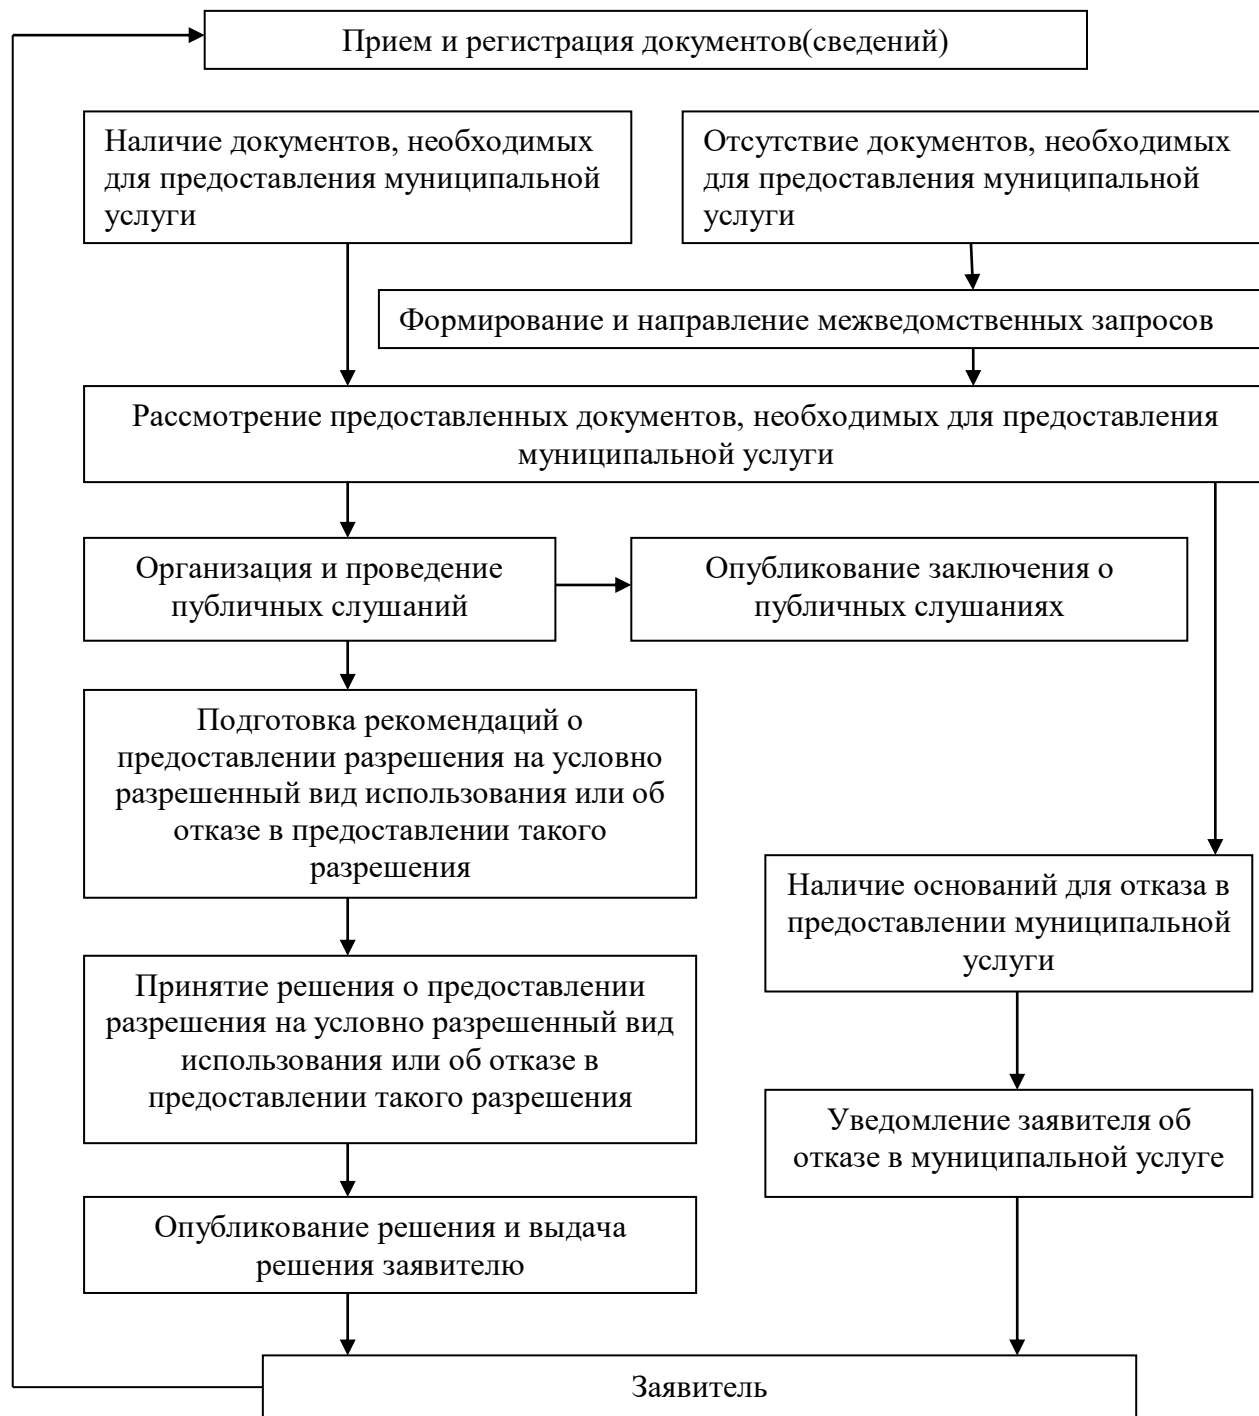 Прием и регистрация документов(сведений)
Наличие документов, необходимых
для предоставления муниципальной
услуги
Отсутствие документов, необходимых
для предоставления муниципальной
услуги
Формирование и направление межведомственных запросов
Рассмотрение предоставленных документов, необходимых для предоставления
муниципальной услуги
Организация и проведение
публичных слушаний
Опубликование заключения о
публичных слушаниях
Подготовка рекомендаций о
предоставлении разрешения на условно
разрешенный вид использования или об
отказе в предоставлении такого
разрешения
Наличие оснований для отказа в
предоставлении муниципальной
услуги
Принятие решения о предоставлении
разрешения на условно разрешенный вид
использования или об отказе в
предоставлении такого разрешения
Уведомление заявителя об
отказе в муниципальной услуге
Опубликование решения и выдача
решения заявителю
Заявитель